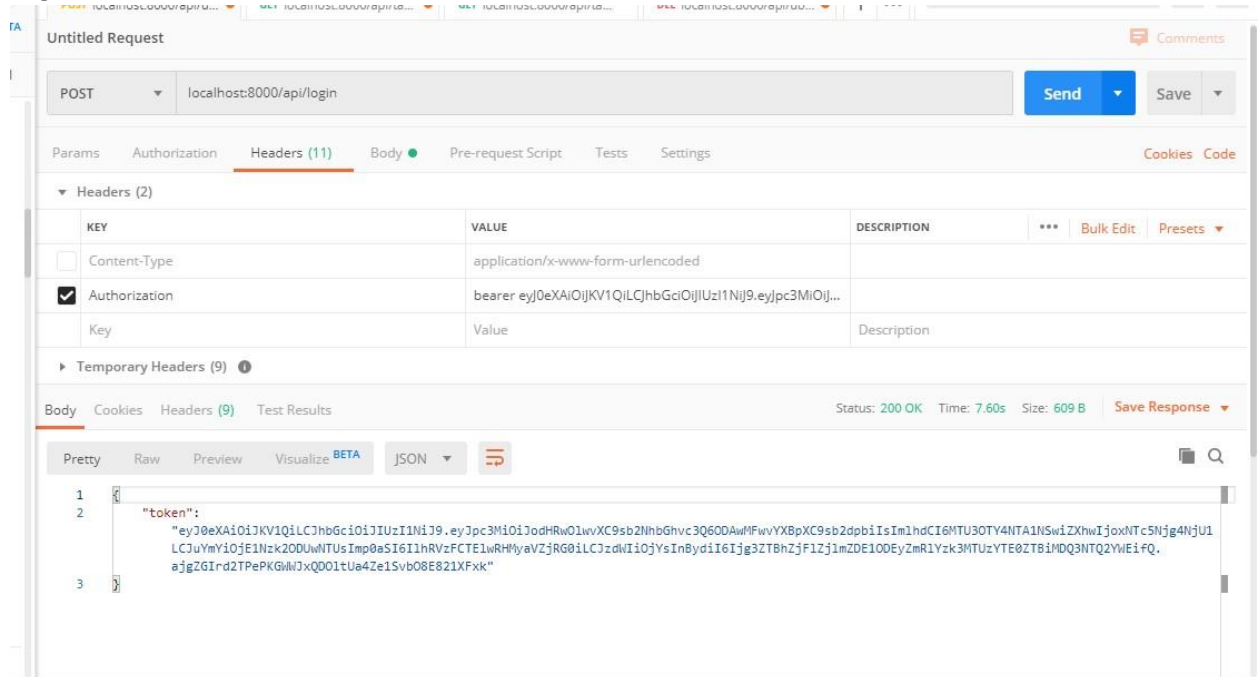 TA
Untitled Request
Comments
POST localhost:8000/api/login Send Save
Params Authorization Headers (11) Body Pre-request Script Tests Settings Cookies Code
Headers (2)
KEY VALUE DESCRIPTION ••• Bulk Edit Presets
Content-Type application/x-www-form-urlencoded
Authorization bearer eyJ0eXAiOiJKV1QiLCJhbGciOiJIUzI1NiJ9.eyJpc3MiOiJ...
Key Value Description
Temporary Headers (9)
Body Cookies Headers (9) Test Results Status: 200 OK Time: 7.60s Size: 609 B Save Response
Pretty Raw Preview Visualize BETA JSON
1 {
2 "token":
"eyJ0eXAiOiJKV1QiLCJhbGciOiJIUzI1NiJ9.eyJpc3MiOiJodHRwOlwvXC9sb2NhbGhvc3Q6ODAwMFwvYXBpXC9sb2dpbiIsImlhdCI6MTU3OTY4NTA1NSwiZXhwIjoxNTc5Njg4NjU1
LCJuYmYiOjE1Nzk2ODUwNTUsImp0aSI6IlhRVzFCTElwRHMyaVZjRG0iLCJzdWIiOjYsInBydiI6Ijg3ZTBhZjFlZjlmZDE1ODEyZmRlYzk3MTUzYTE0ZTBiMDQ3NTQ2YWEifQ.
ajgZGIrd2TPePKGWWJxQDOltUa4Ze1SvbO8E821XFxk"
3 }